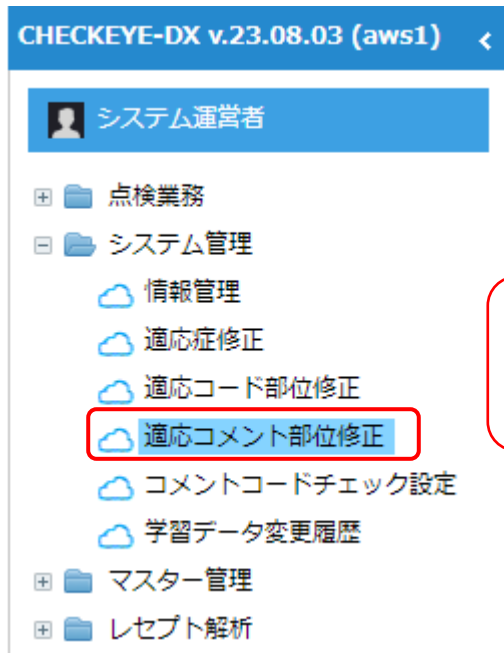 CHECKEYE-DX v.23.08.03 (aws1)
システム運営者
点検業務
システム管理
情報管理
適応症修正
適応コード部位修正
適応コメント部位修正
コメントコードチェック設定
学習データ変更履歴
マスター管理
レセプト解析